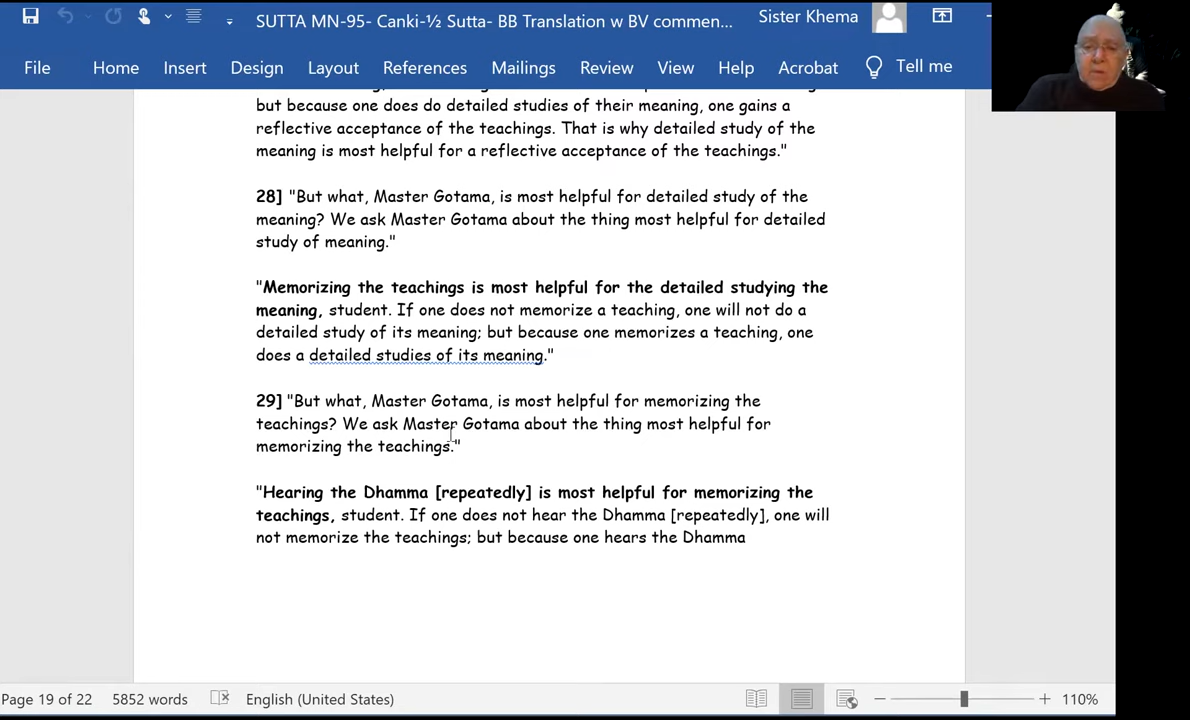 SUTTA MN-95- Canki-½ Sutta- BB Translation w BV commen...
Sister Khema
File Home Insert Design Layout References Mailings Review View Help Acrobat Tell me
but because one does do detailed studies of their meaning, one gains a
reflective acceptance of the teachings. That is why detailed study of the
meaning is most helpful for a reflective acceptance of the teachings."
28] "But what, Master Gotama, is most helpful for detailed study of the
meaning? We ask Master Gotama about the thing most helpful for detailed
study of meaning."
"Memorizing the teachings is most helpful for the detailed studying the
meaning, student. If one does not memorize a teaching, one will not do a
detailed study of its meaning; but because one memorizes a teaching, one
does a detailed studies of its meaning."
29] "But what, Master Gotama, is most helpful for memorizing the
teachings? We ask Master Gotama about the thing most helpful for
memorizing the teachings."
"Hearing the Dhamma [repeatedly] is most helpful for memorizing the
teachings, student. If one does not hear the Dhamma [repeatedly], one will
not memorize the teachings; but because one hears the Dhamma
Page 19 of 22 5852 words English (United States) 110%